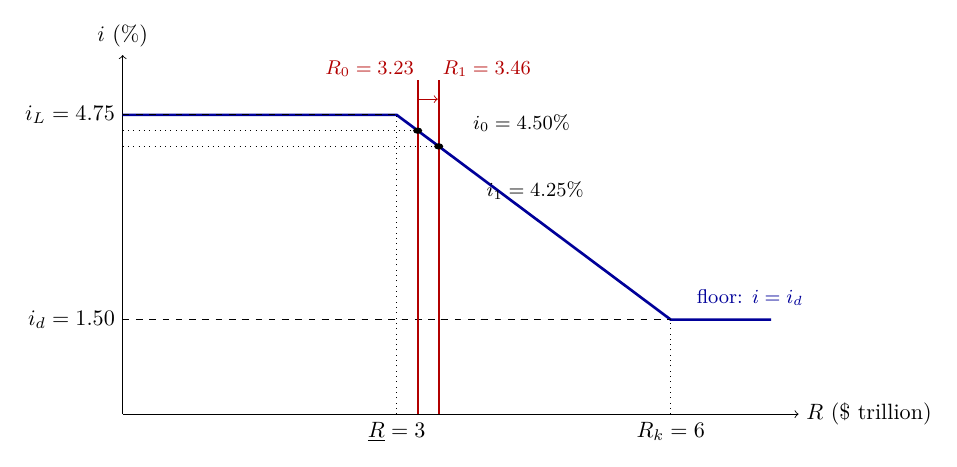 i (%)
R₀ = 3.23
R₁ = 3.46
i_L = 4.75
i₀ = 4.50%
i₁ = 4.25%
floor: i = i_d
i_d = 1.50
R ($ trillion)
R̲ = 3
R_k = 6